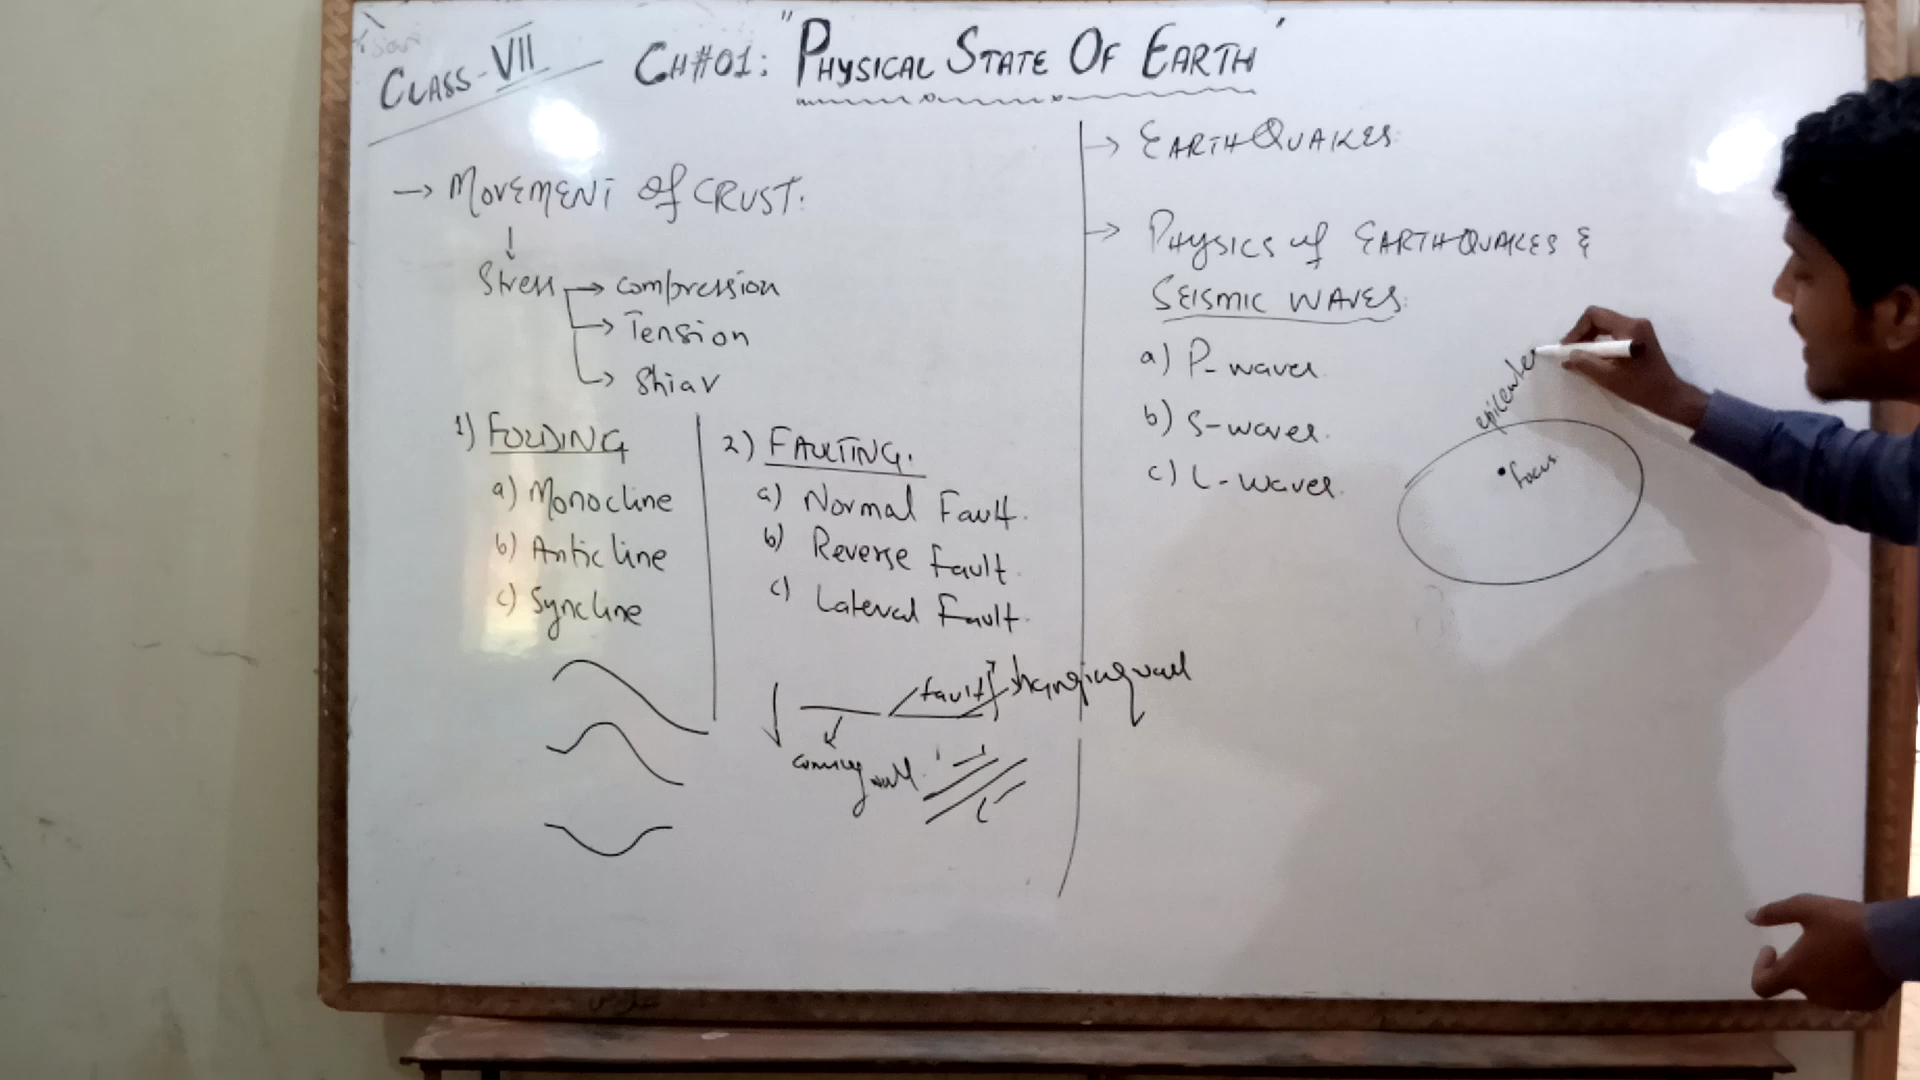 CLASS-VII
CH#01: "PHYSICAL STATE OF EARTH"
→ MOVEMENT of CRUST.
Stress → compression
→ Tension
→ Shiar
1) FOLDING
a) Monocline
b) Anticline
c) Syncline
2) FAULTING.
a) Normal Fault.
b) Reverse fault.
c) Lateral Fault.
fault
hanging wall
wall.
→ EARTHQUAKES.
→ PHYSICS of EARTHQUAKES &
SEISMIC WAVES.
a) P-waves
b) S-waves.
c) L-waves.
epicenter
focus